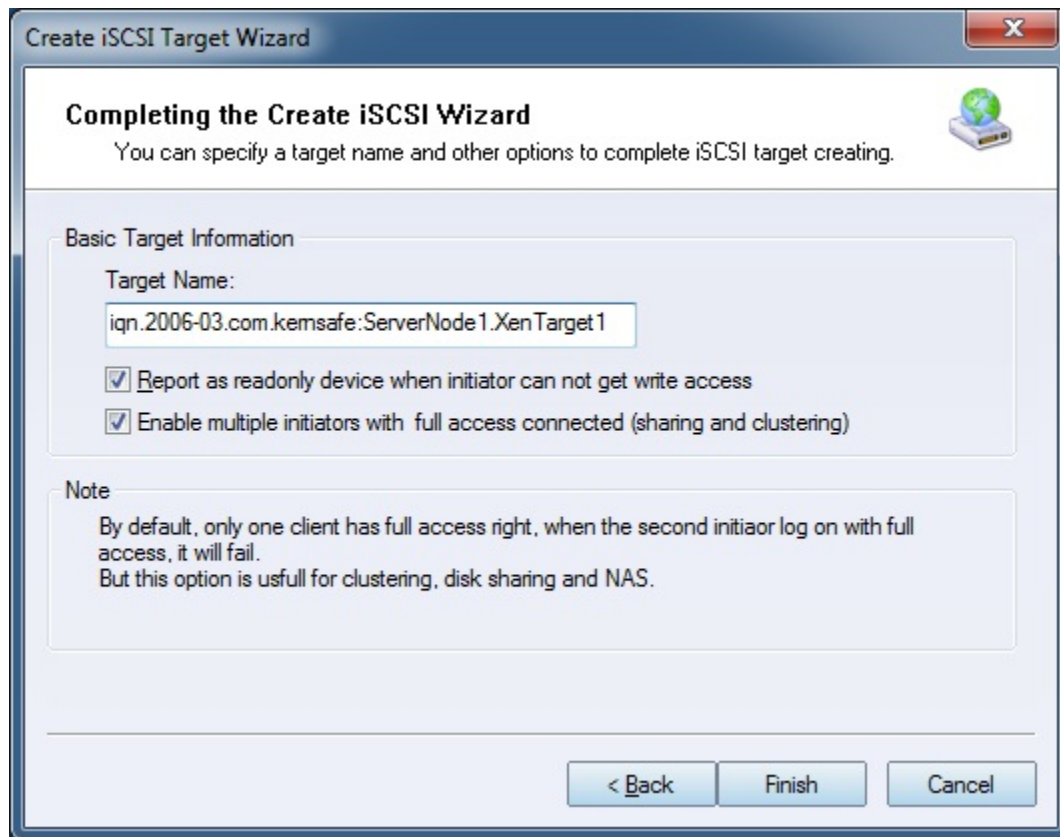 Create iSCSI Target Wizard
Completing the Create iSCSI Wizard
You can specify a target name and other options to complete iSCSI target creating.
Basic Target Information
Target Name:
iqn.2006-03.com.kernsafe:ServerNode1.XenTarget1
Report as readonly device when initiator can not get write access
Enable multiple initiators with full access connected (sharing and clustering)
Note
By default, only one client has full access right, when the second initiaor log on with full
access, it will fail.
But this option is usfull for clustering, disk sharing and NAS.
< Back
Finish
Cancel